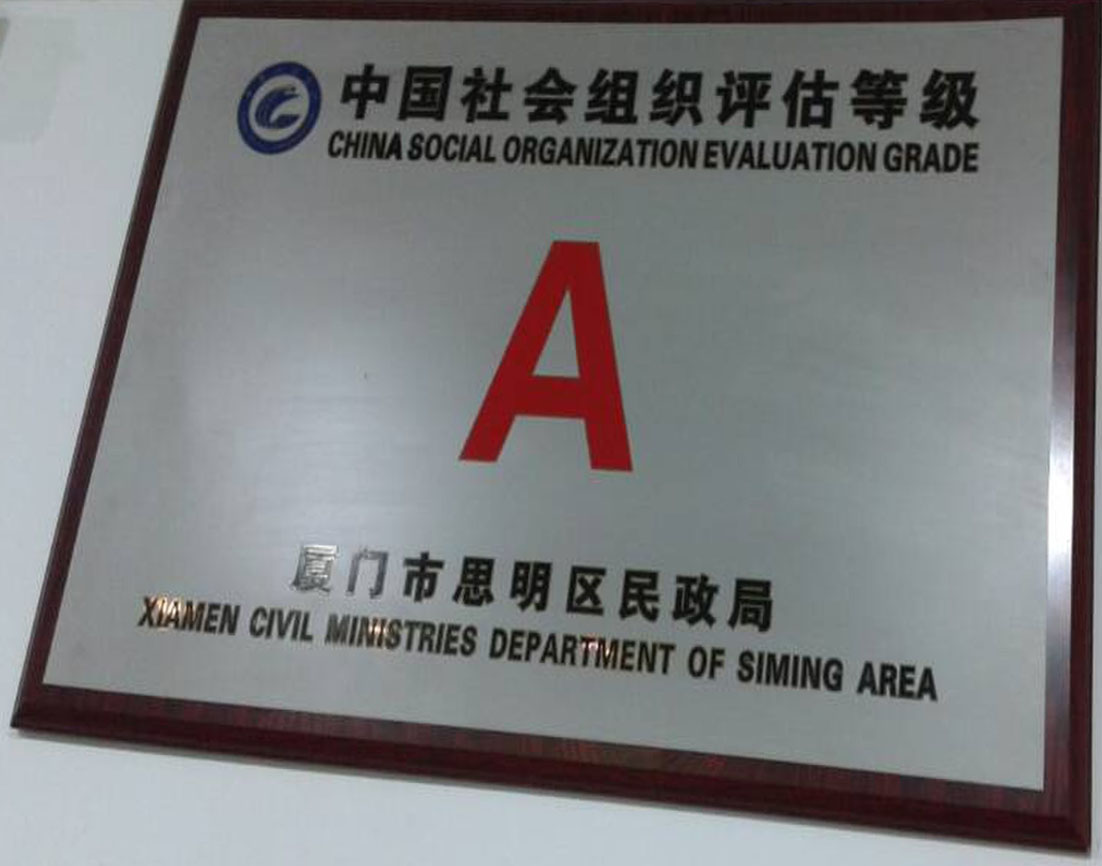 中国社会组织评估等级
CHINA SOCIAL ORGANIZATION EVALUATION GRADE
A
厦门市思明区民政局
XIAMEN CIVIL MINISTRIES DEPARTMENT OF SIMING AREA